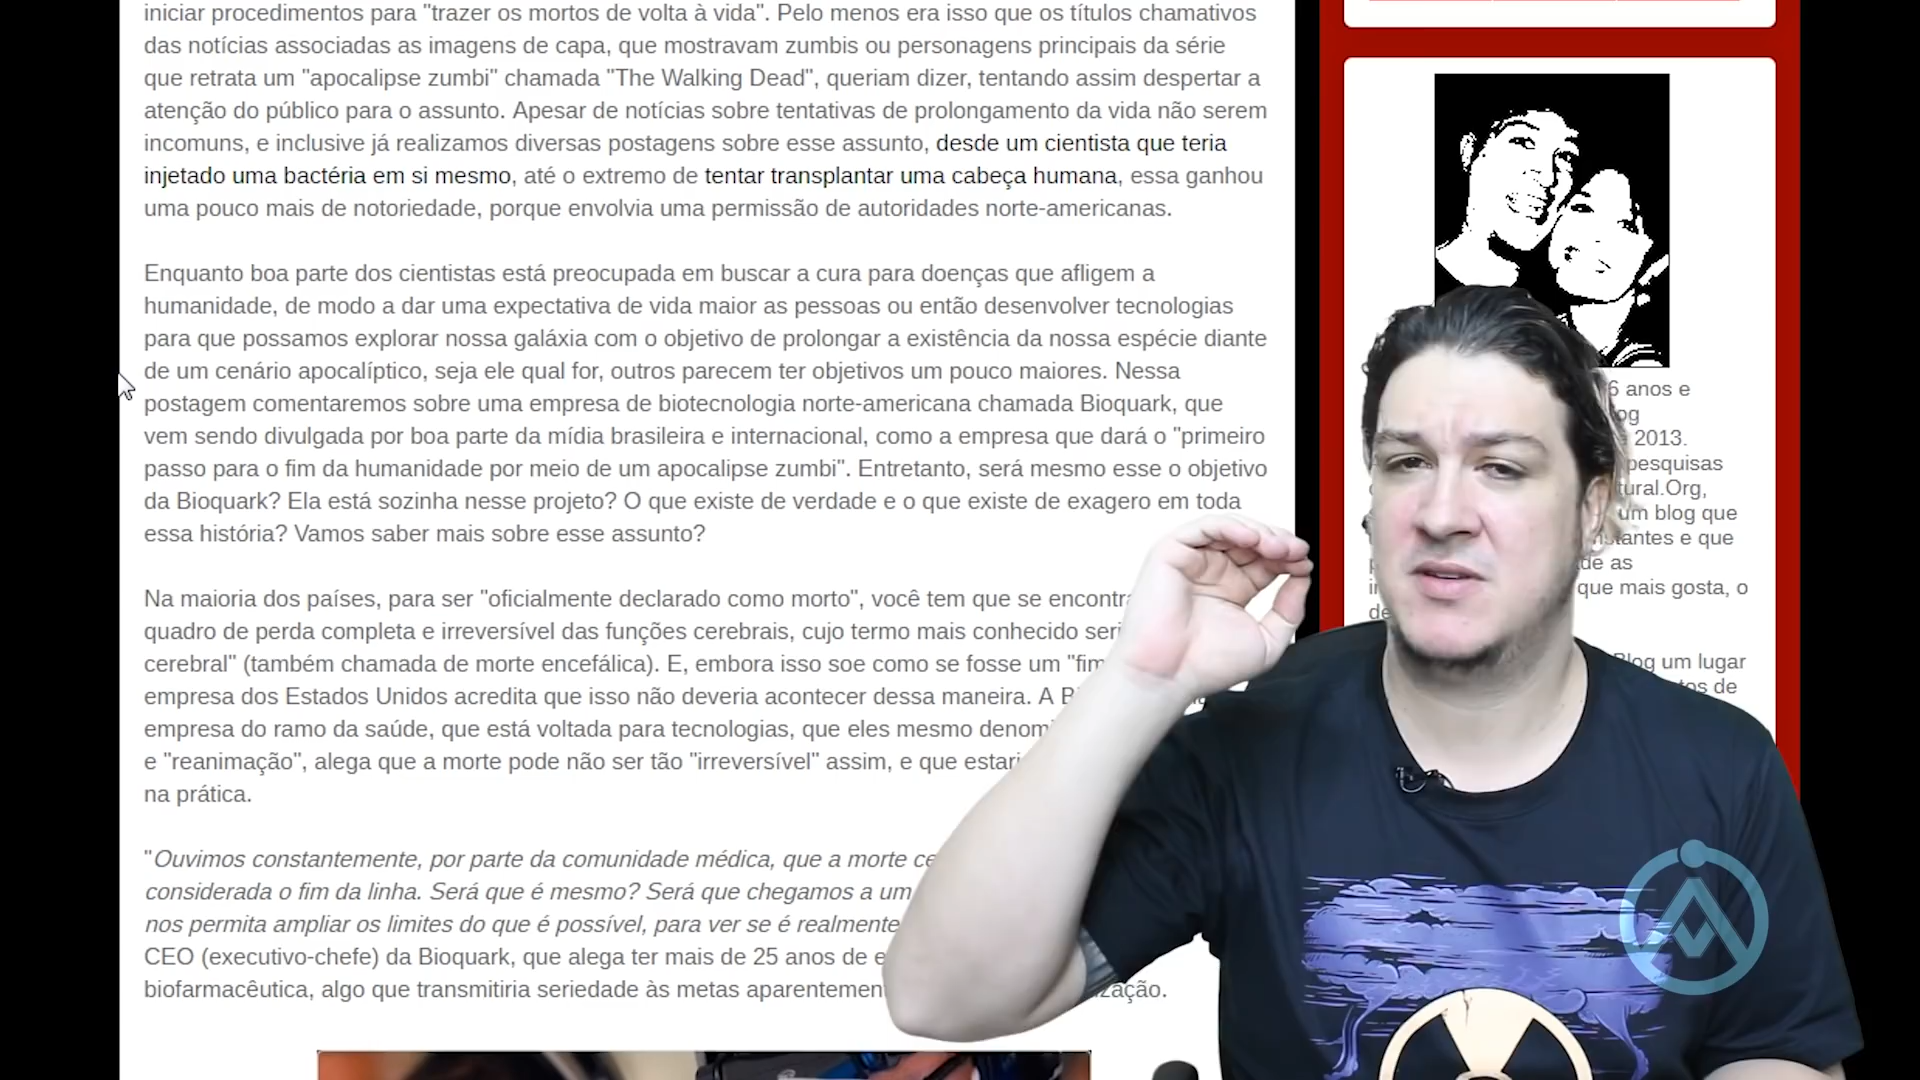 iniciar procedimentos para "trazer os mortos de volta à vida". Pelo menos era isso que os títulos chamativos
das notícias associadas as imagens de capa, que mostravam zumbis ou personagens principais da série
que retrata um "apocalipse zumbi" chamada "The Walking Dead", queriam dizer, tentando assim despertar a
atenção do público para o assunto. Apesar de notícias sobre tentativas de prolongamento da vida não serem
incomuns, e inclusive já realizamos diversas postagens sobre esse assunto, desde um cientista que teria
injetado uma bactéria em si mesmo, até o extremo de tentar transplantar uma cabeça humana, essa ganhou
uma pouco mais de notoriedade, porque envolvia uma permissão de autoridades norte-americanas.
Enquanto boa parte dos cientistas está preocupada em buscar a cura para doenças que afligem a
humanidade, de modo a dar uma expectativa de vida maior as pessoas ou então desenvolver tecnologias
para que possamos explorar nossa galáxia com o objetivo de prolongar a existência da nossa espécie diante
de um cenário apocalíptico, seja ele qual for, outros parecem ter objetivos um pouco maiores. Nessa
postagem comentaremos sobre uma empresa de biotecnologia norte-americana chamada Bioquark, que
vem sendo divulgada por boa parte da mídia brasileira e internacional, como a empresa que dará o "primeiro
passo para o fim da humanidade por meio de um apocalipse zumbi". Entretanto, será mesmo esse o objetivo
da Bioquark? Ela está sozinha nesse projeto? O que existe de verdade e o que existe de exagero em toda
essa história? Vamos saber mais sobre esse assunto?
Na maioria dos países, para ser "oficialmente declarado como morto", você tem que se
quadro de perda completa e irreversível das funções cerebrais, cujo termo mais conhecido
cerebral" (também chamada de morte encefálica). E, embora isso soe como se fosse um "fim
empresa dos Estados Unidos acredita que isso não deveria acontecer dessa maneira. A
empresa do ramo da saúde, que está voltada para tecnologias, que eles mesmo
e "reanimação", alega que a morte pode não ser tão "irreversível" assim, e que
na prática.
"Ouvimos constantemente, por parte da comunidade médica, que a morte
considerada o fim da linha. Será que é mesmo? Será que chegamos a um
nos permita ampliar os limites do que é possível, para ver se é realmente
CEO (executivo-chefe) da Bioquark, que alega ter mais de 25 anos de
biofarmacêutica, algo que transmitiria seriedade às metas
6 anos e
2013.
pesquisas
um blog que
e que
as
que mais gosta, o
Blog um lugar
de